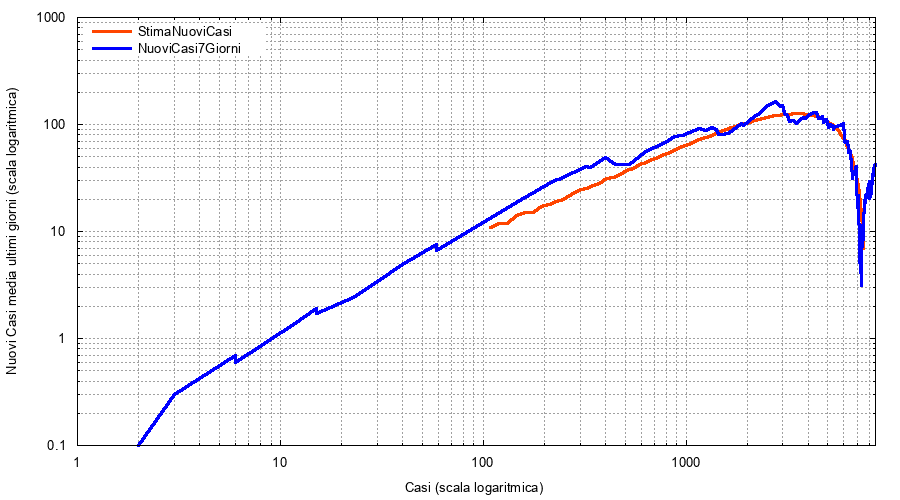 1000
100
10
1
0.1
StimaNuoviCasi
NuoviCasi7Giorni
Nuovi Casi media ultimi giorni (scala logaritmica)
1 10 100 1000
Casi (scala logaritmica)